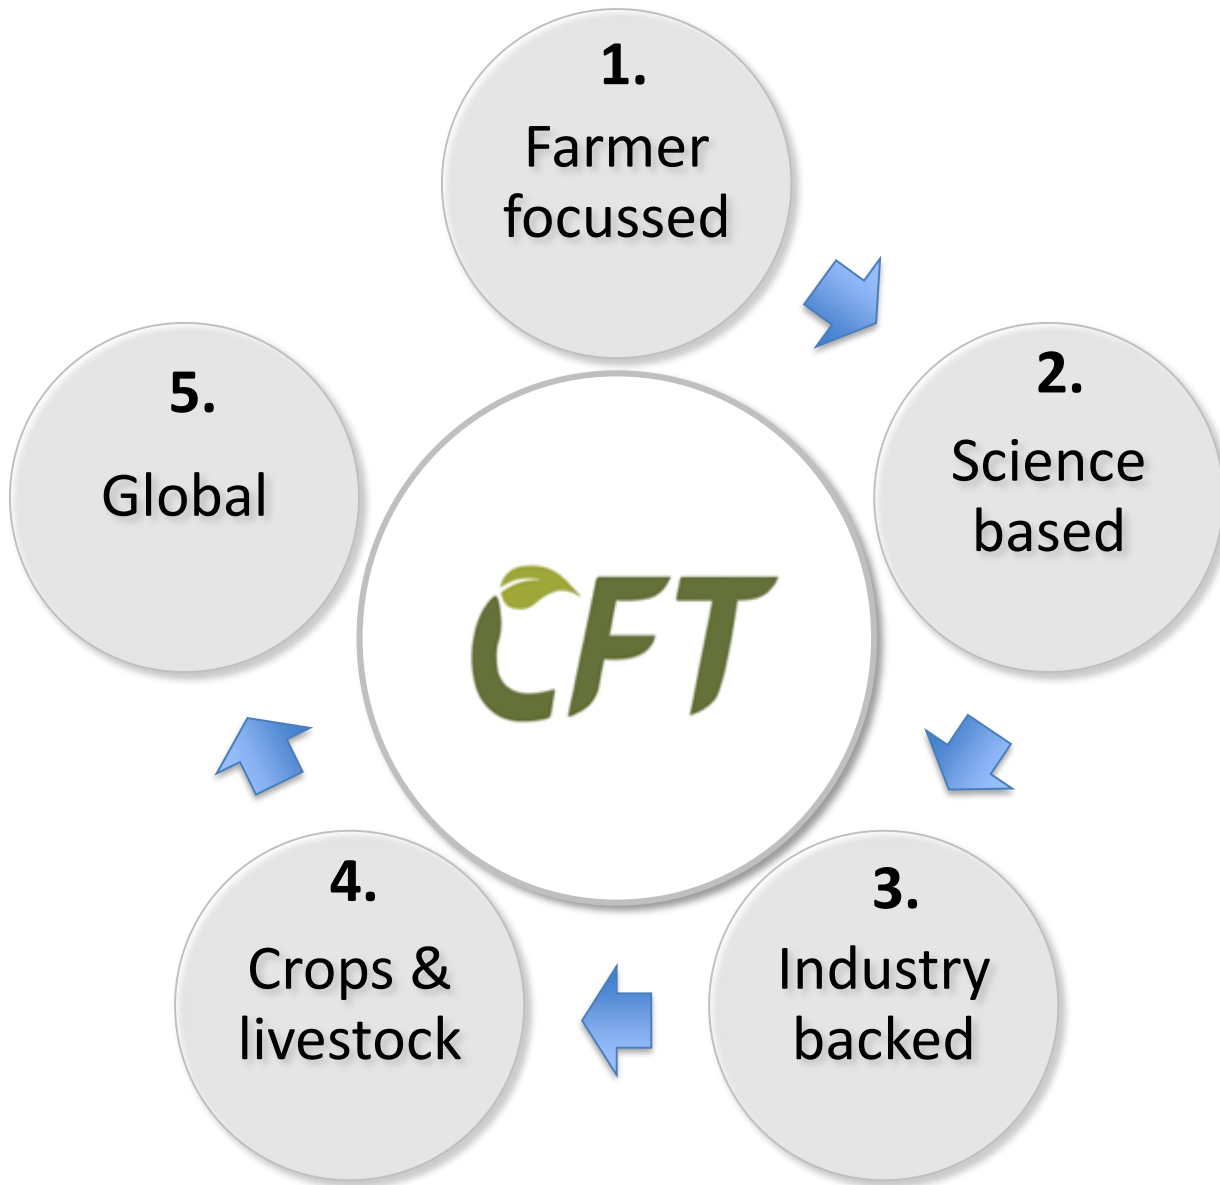 1.
Farmer
focussed
2.
Science
based
3.
Industry
backed
4.
Crops &
livestock
5.
Global
CFT